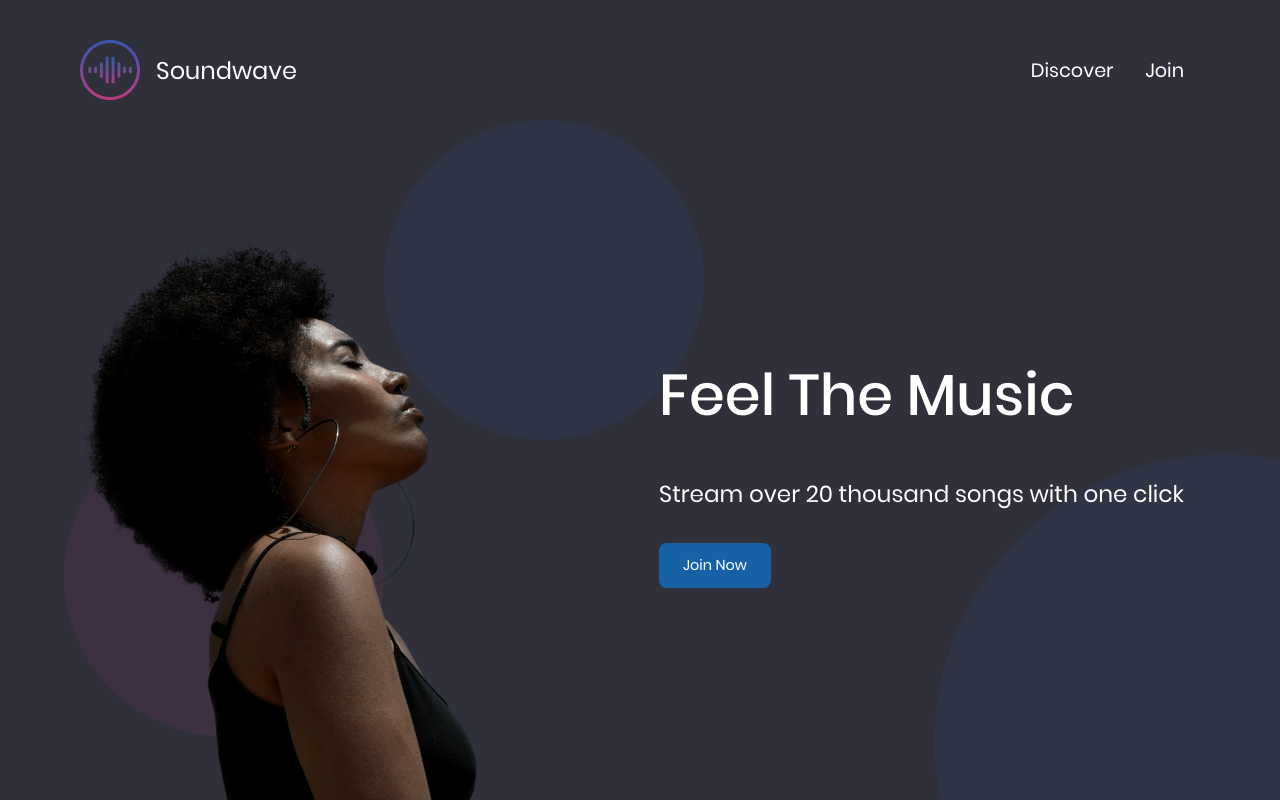 Soundwave
Discover Join
Feel The Music
Stream over 20 thousand songs with one click
Join Now